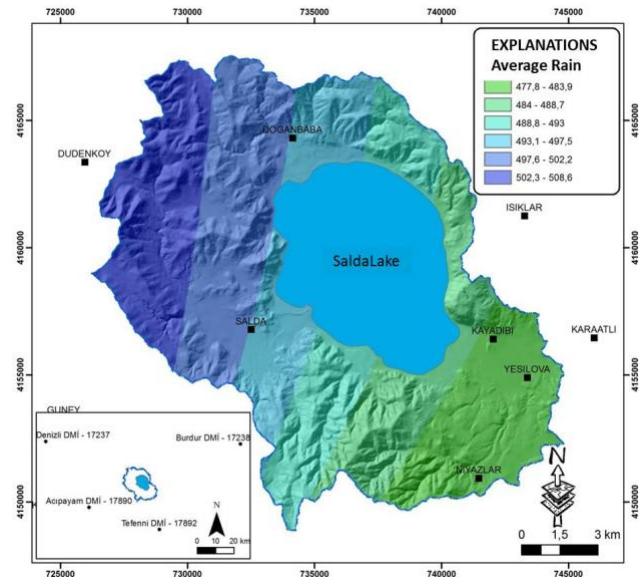 725000 730000 735000 740000 745000
EXPLANATIONS
Average Rain
477,8 - 483,9
484 - 488,7
488,8 - 493
493,1 - 497,5
497,6 - 502,2
502,3 - 508,6
4165000
4165000
DOGANBABA
DUDENKOY
ISIKLAR
4160000
4160000
SaldaLake
SALDA
KAYADIBI
KARAATLI
YESILOVA
4155000
4155000
GUNEY
Denizli DMİ - 17237
Burdur DMİ - 17238
Acıpayam DMİ - 17890
Tefenni DMİ - 17892
N
0 10 20 km
NIYAZLAR
N
4150000
4150000
0 1,5 3 km
725000 730000 735000 740000 745000